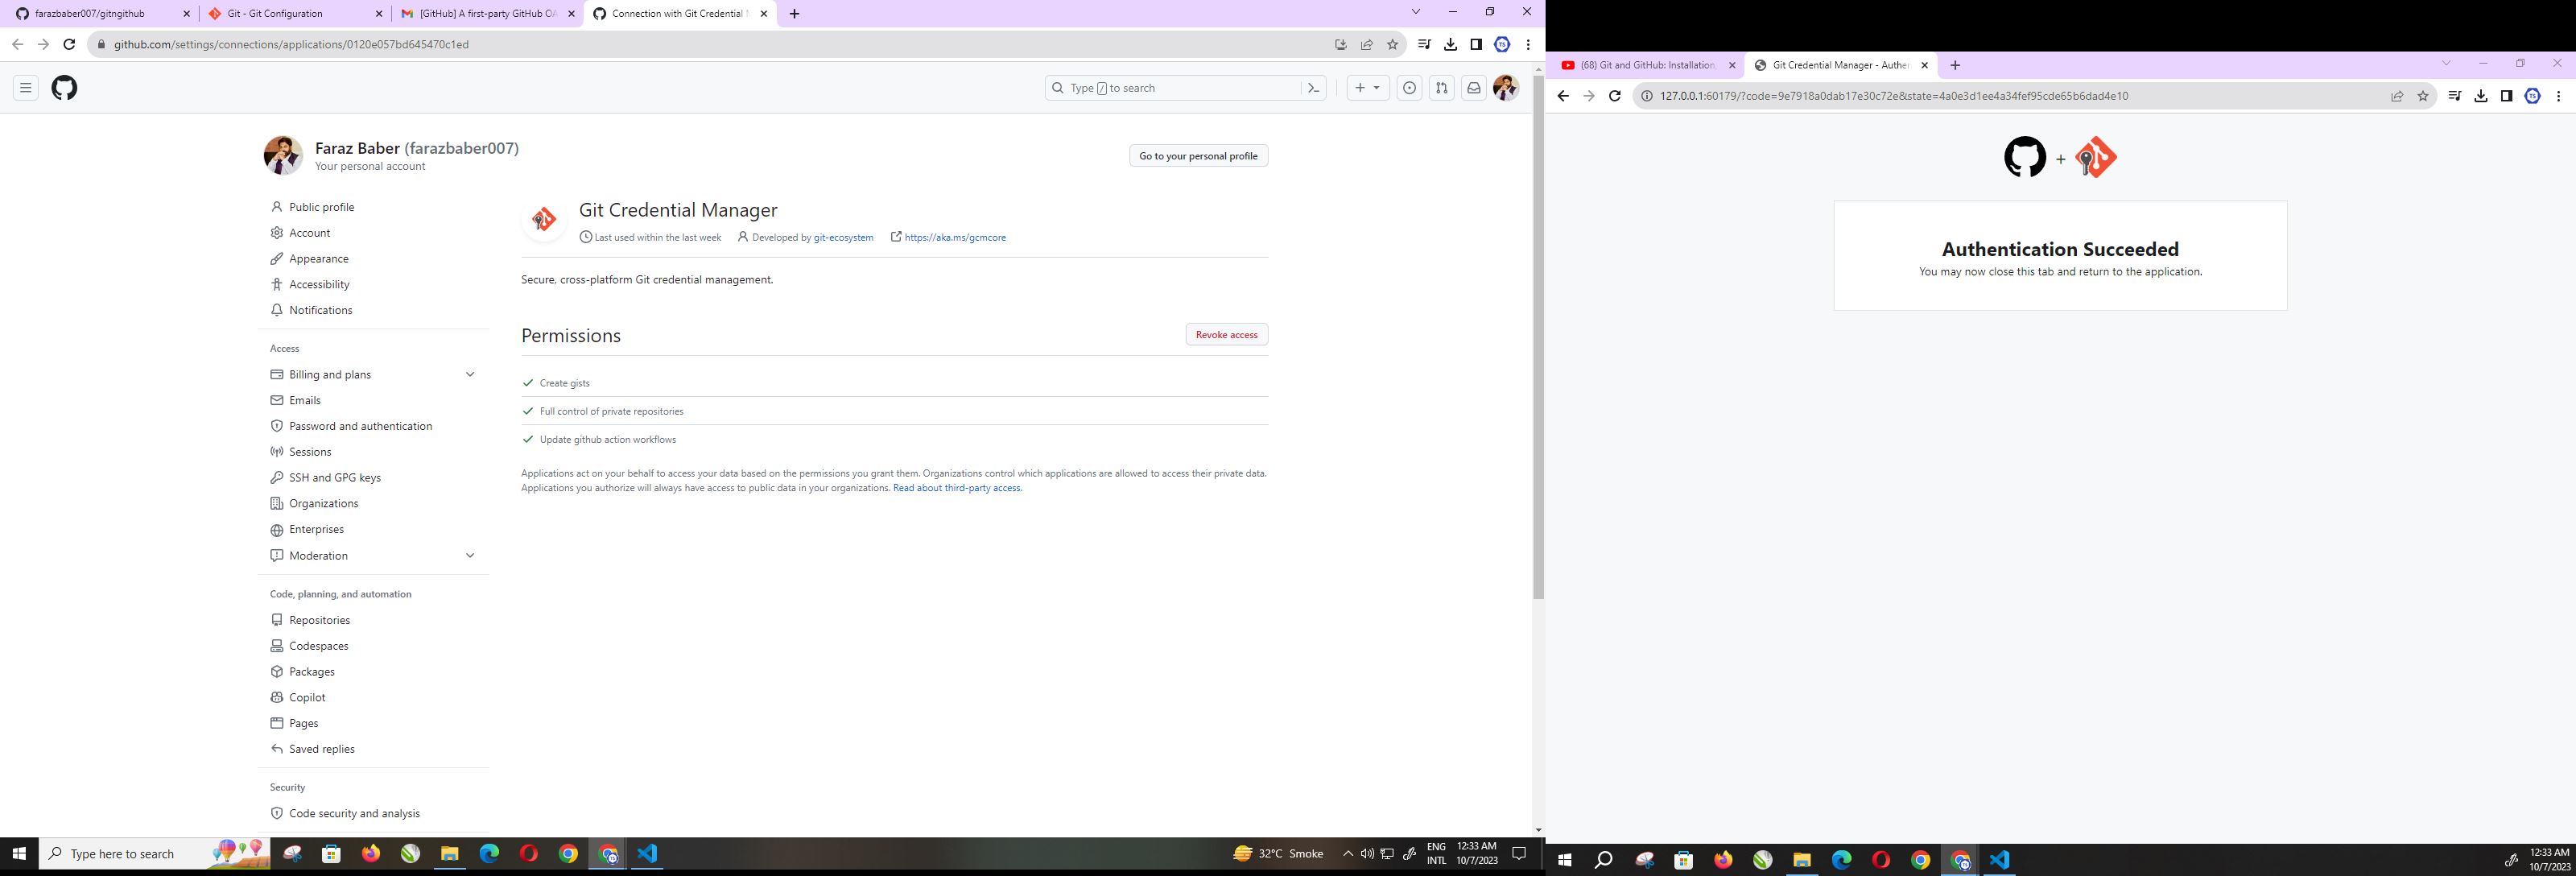 farazbaber007/gitngithub
Git - Git Configuration
[GitHub] A first-party GitHub OA
Connection with Git Credential M
github.com/settings/connections/applications/0120e057bd645470c1ed
Type / to search
Faraz Baber (farazbaber007)
Your personal account
Go to your personal profile
Public profile
Account
Appearance
Accessibility
Notifications
Access
Billing and plans
Emails
Password and authentication
Sessions
SSH and GPG keys
Organizations
Enterprises
Moderation
Code, planning, and automation
Repositories
Codespaces
Packages
Copilot
Pages
Saved replies
Security
Code security and analysis
Git Credential Manager
Last used within the last week Developed by git-ecosystem https://aka.ms/gcmcore
Secure, cross-platform Git credential management.
Permissions
Revoke access
Create gists
Full control of private repositories
Update github action workflows
Applications act on your behalf to access your data based on the permissions you grant them. Organizations control which applications are allowed to access their private data.
Applications you authorize will always have access to public data in your organizations. Read about third-party access.
Type here to search
32°C Smoke
ENG
INTL
12:33 AM
10/7/2023
(68) Git and GitHub: Installation,
Git Credential Manager - Authen
127.0.0.1:60179/?code=9e7918a0dab17e30c72e&state=4a0e3d1ee4a34fef95cde65b6dad4e10
+
Authentication Succeeded
You may now close this tab and return to the application.
12:33 AM
10/7/2023